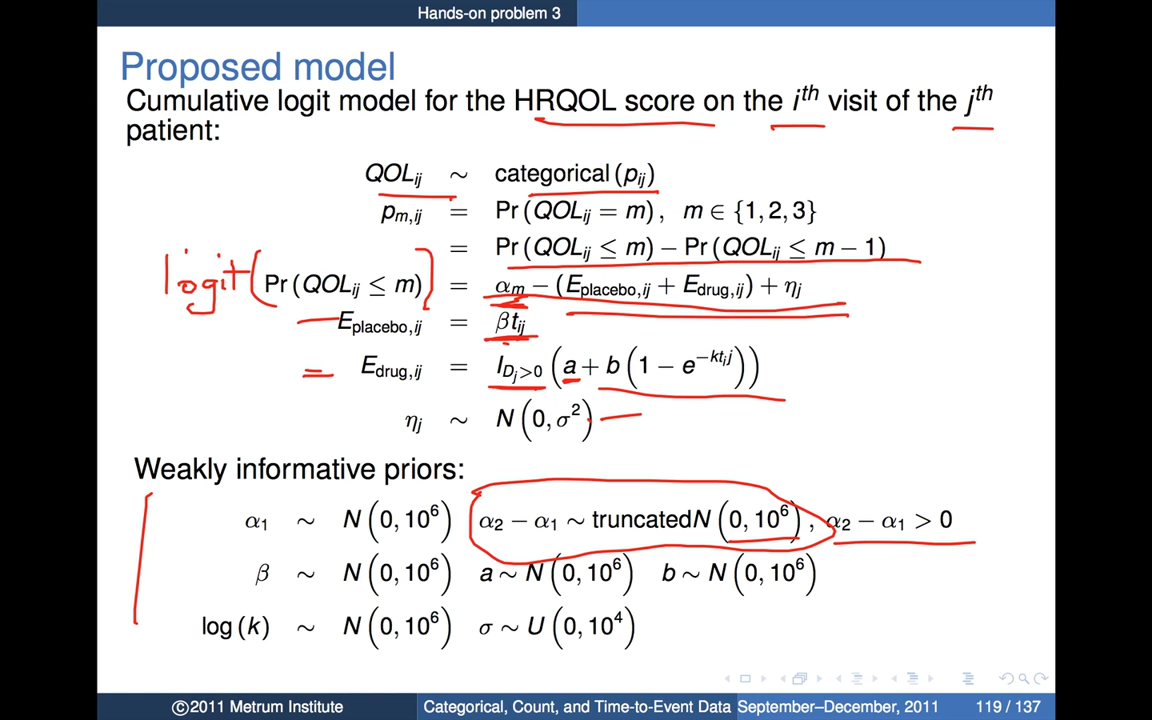 Hands-on problem 3
Proposed model
Cumulative logit model for the HRQOL score on the iᵗʰ visit of the jᵗʰ
patient:
QOLᵢⱼ ∼ categorical (pᵢⱼ)
pₘ,ᵢⱼ = Pr (QOLᵢⱼ = m) , m ∈ {1, 2, 3}
= Pr (QOLᵢⱼ ≤ m) − Pr (QOLᵢⱼ ≤ m − 1)
logit( Pr (QOLᵢⱼ ≤ m) ) = αₘ − (E_placebo,ij + E_drug,ij) + ηⱼ
E_placebo,ij = βtᵢⱼ
E_drug,ij = I_{Dⱼ>0} (a + b (1 − e^{−ktᵢj}))
ηⱼ ∼ N (0, σ²)
Weakly informative priors:
α₁ ∼ N (0, 10⁶) α₂ − α₁ ∼ truncatedN (0, 10⁶) , α₂ − α₁ > 0
β ∼ N (0, 10⁶) a ∼ N (0, 10⁶) b ∼ N (0, 10⁶)
log (k) ∼ N (0, 10⁶) σ ∼ U (0, 10⁴)
©2011 Metrum Institute Categorical, Count, and Time-to-Event Data September–December, 2011 119 / 137